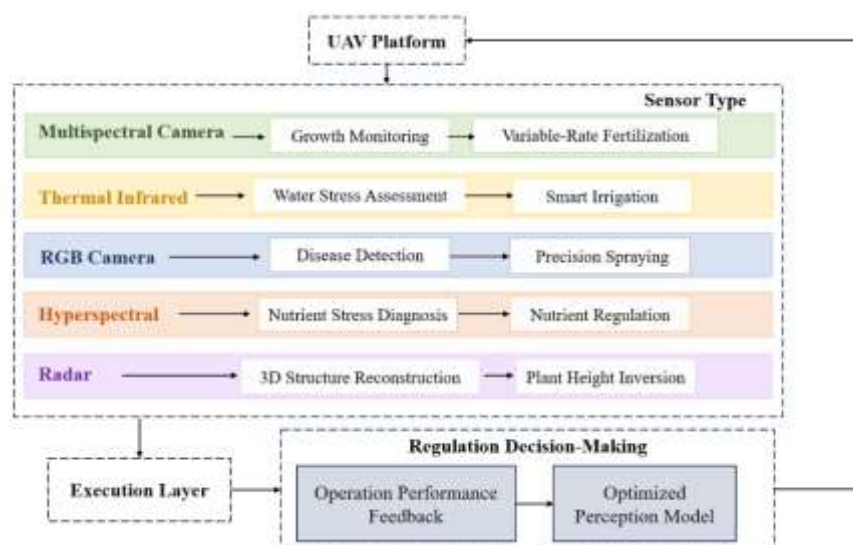 UAV Platform
Sensor Type
Multispectral Camera
Growth Monitoring
Variable-Rate Fertilization
Thermal Infrared
Water Stress Assessment
Smart Irrigation
RGB Camera
Disease Detection
Precision Spraying
Hyperspectral
Nutrient Stress Diagnosis
Nutrient Regulation
Radar
3D Structure Reconstruction
Plant Height Inversion
Execution Layer
Regulation Decision-Making
Operation Performance
Feedback
Optimized
Perception Model